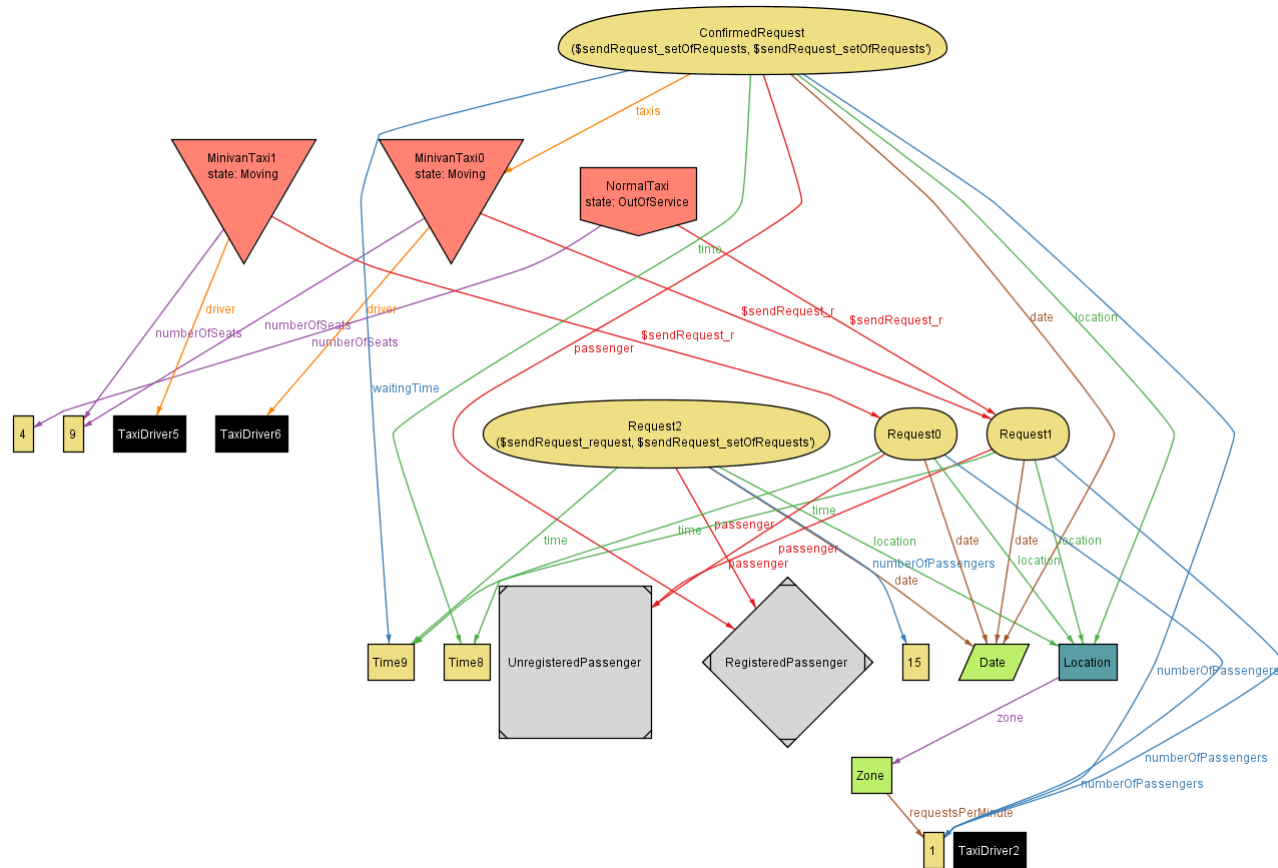 ConfirmedRequest
($sendRequest_setOfRequests, $sendRequest_setOfRequests')
taxis
MinivanTaxi1
state: Moving
MinivanTaxi0
state: Moving
NormalTaxi
state: OutOfService
time
driver
driver
numberOfSeats
numberOfSeats
numberOfSeats
$sendRequest_r
$sendRequest_r
$sendRequest_r
date
location
passenger
waitingTime
4
9
TaxiDriver5
TaxiDriver6
Request2
($sendRequest_request, $sendRequest_setOfRequests')
Request0
Request1
time
time
time
passenger
passenger
passenger
numberOfPassengers
date
location
date
location
date
location
Time9
Time8
UnregisteredPassenger
RegisteredPassenger
15
Date
Location
numberOfPassengers
zone
Zone
numberOfPassengers
numberOfPassengers
requestsPerMinute
1
TaxiDriver2